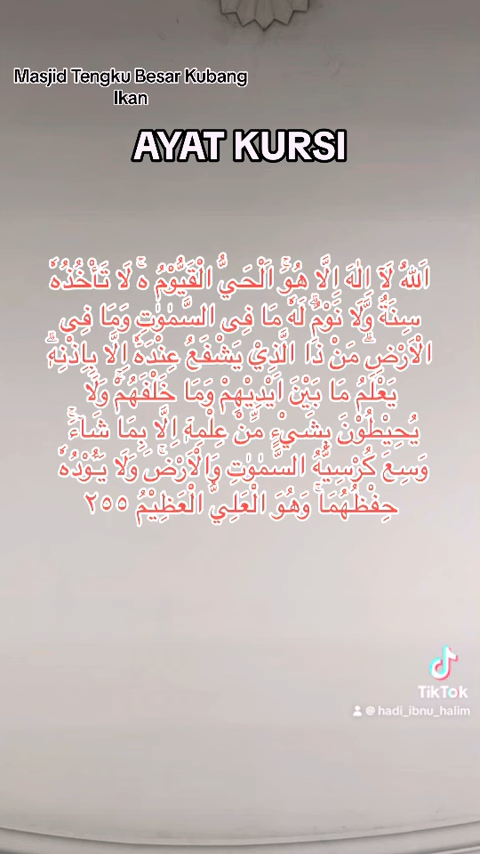 Masjid Tengku Besar Kubang
Ikan
AYAT KURSI
اَللّٰهُ لَآ اِلٰهَ اِلَّا هُوَۚ اَلْحَيُّ الْقَيُّوْمُ ەۚ لَا تَأْخُذُهٗ
سِنَةٌ وَّلَا نَوْمٌۗ لَهٗ مَا فِى السَّمٰوٰتِ وَمَا فِى
الْاَرْضِۗ مَنْ ذَا الَّذِيْ يَشْفَعُ عِنْدَهٗٓ اِلَّا بِاِذْنِهٖۗ
يَعْلَمُ مَا بَيْنَ اَيْدِيْهِمْ وَمَا خَلْفَهُمْۚ وَلَا
يُحِيْطُوْنَ بِشَيْءٍ مِّنْ عِلْمِهٖٓ اِلَّا بِمَا شَاۤءَۚ
وَسِعَ كُرْسِيُّهُ السَّمٰوٰتِ وَالْاَرْضَۚ وَلَا يَـُٔوْدُهٗ
حِفْظُهُمَاۚ وَهُوَ الْعَلِيُّ الْعَظِيْمُ ٢٥٥
TikTok
@hadi_ibnu_halim